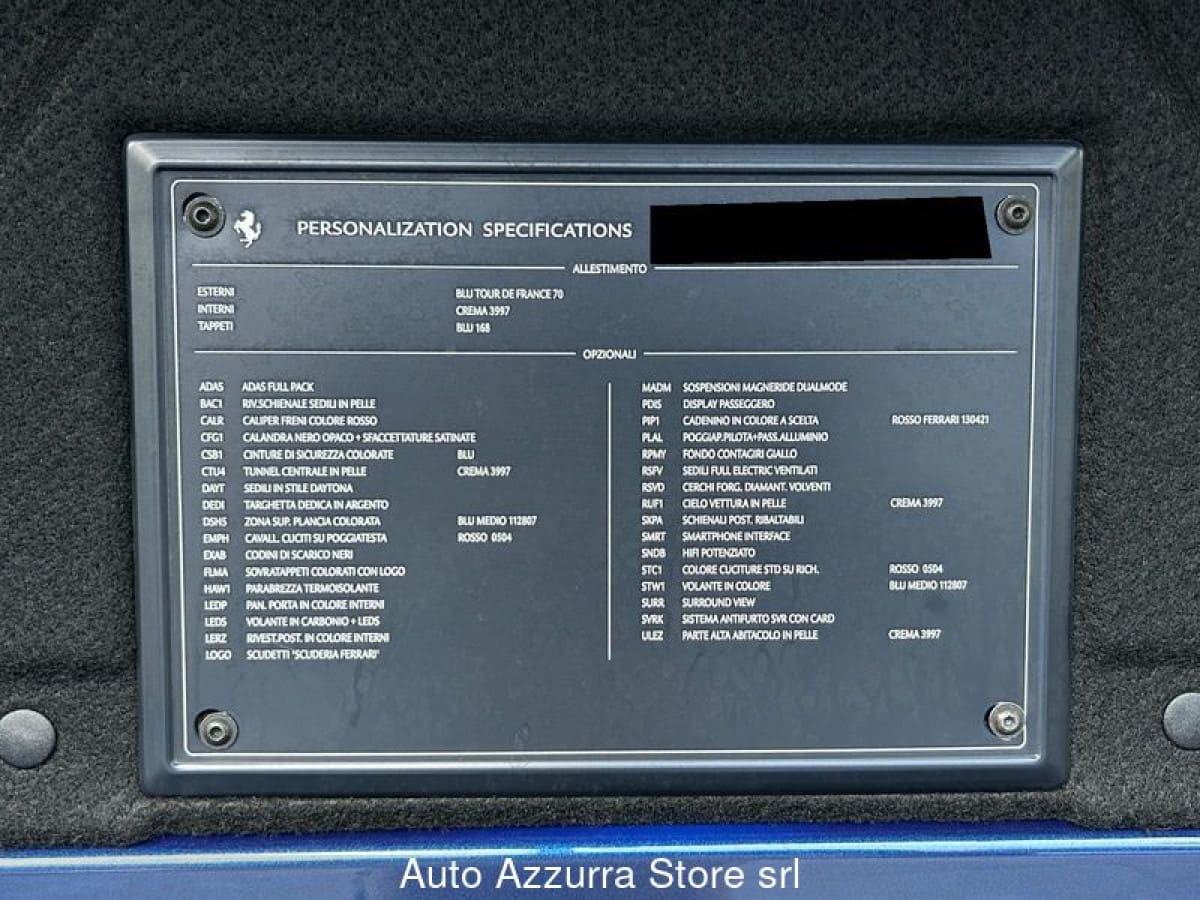 PERSONALIZATION SPECIFICATIONS
ALLESTIMENTO
ESTERNI BLU TOUR DE FRANCE 70
INTERNI CREMA 3997
TAPPETI BLU 168
OPZIONALI
ADAS ADAS FULL PACK
BAC1 RIV.SCHIENALE SEDILI IN PELLE
CALR CALIPER FRENI COLORE ROSSO
CFG1 CALANDRA NERO OPACO + SFACCETTATURE SATINATE
CSB1 CINTURE DI SICUREZZA COLORATE BLU
CTU4 TUNNEL CENTRALE IN PELLE CREMA 3997
DAYT SEDILI IN STILE DAYTONA
DEDI TARGHETTA DEDICA IN ARGENTO
DSH5 ZONA SUP. PLANCIA COLORATA BLU MEDIO 112807
EMPH CAVALL. CUCITI SU POGGIATESTA ROSSO 0504
EXAB CODINI DI SCARICO NERI
FLMA SOVRATAPPETI COLORATI CON LOGO
HAW1 PARABREZZA TERMOISOLANTE
LEDP PAN. PORTA IN COLORE INTERNI
LEDS VOLANTE IN CARBONIO + LEDS
LERZ RIVEST.POST. IN COLORE INTERNI
LOGO SCUDETTI "SCUDERIA FERRARI"
MADM SOSPENSIONI MAGNERIDE DUALMODE
PDIS DISPLAY PASSEGGERO
PIP1 CADENINO IN COLORE A SCELTA ROSSO FERRARI 130421
PLAL POGGIAP.PILOTA+PASS.ALLUMINIO
RPMY FONDO CONTAGIRI GIALLO
RSFV SEDILI FULL ELECTRIC VENTILATI
RSVD CERCHI FORG. DIAMANT. VOLVENTI
RUF1 CIELO VETTURA IN PELLE CREMA 3997
SKPA SCHIENALI POST. RIBALTABILI
SMRT SMARTPHONE INTERFACE
SNDB HIFI POTENZIATO
STC1 COLORE CUCITURE STD SU RICH. ROSSO 0504
STW1 VOLANTE IN COLORE BLU MEDIO 112807
SURR SURROUND VIEW
SVRK SISTEMA ANTIFURTO SVR CON CARD
ULEZ PARTE ALTA ABITACOLO IN PELLE CREMA 3997
Auto Azzurra Store srl